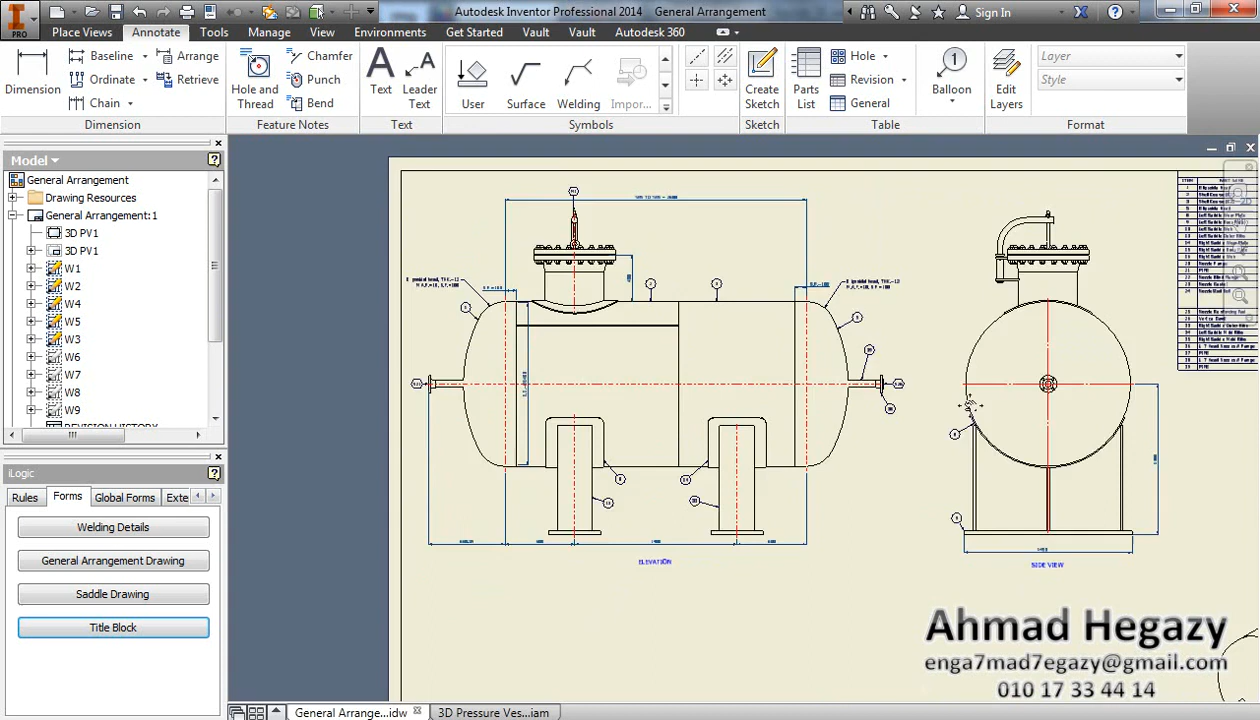 Autodesk Inventor Professional 2014 General Arrangement
Sign In
PRO
Place Views Annotate Tools Manage View Environments Get Started Vault Vault Autodesk 360
Dimension
Baseline
Ordinate
Chain
Arrange
Retrieve
Dimension
Hole and Thread
Chamfer
Punch
Bend
Feature Notes
Text
Leader Text
Text
User
Surface
Welding
Impor...
Symbols
Create Sketch
Sketch
Parts List
Hole
Revision
General
Table
Balloon
Edit Layers
Layer
Style
Format
Model
General Arrangement
Drawing Resources
General Arrangement:1
3D PV1
3D PV1
W1
W2
W4
W5
W3
W6
W7
W8
W9
REVISION HISTORY
iLogic
Rules Forms Global Forms Exte
Welding Details
General Arrangement Drawing
Saddle Drawing
Title Block
ELEVATION
SIDE VIEW
Ahmad Hegazy
enga7mad7egazy@gmail.com
010 17 33 44 14
General Arrange...idw 3D Pressure Ves...iam